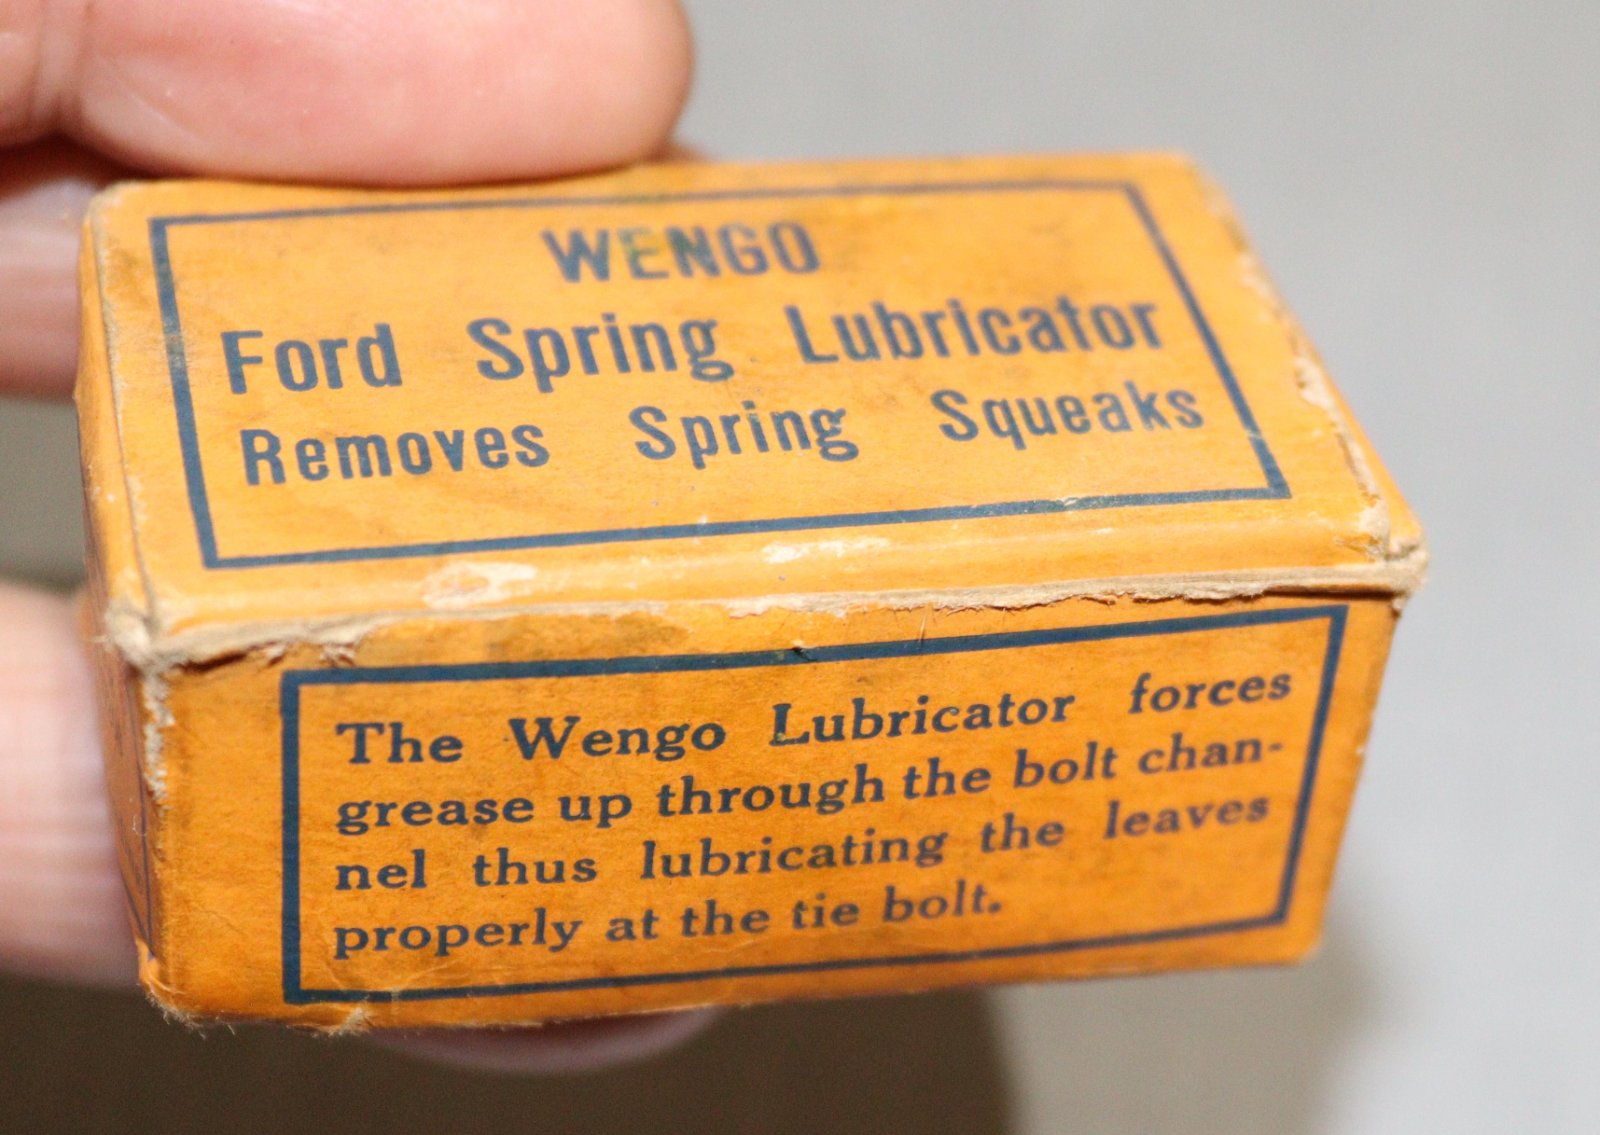 WENGO
Ford Spring Lubricator
Removes Spring Squeaks
The Wengo Lubricator forces
grease up through the bolt chan-
nel thus lubricating the leaves
properly at the tie bolt.